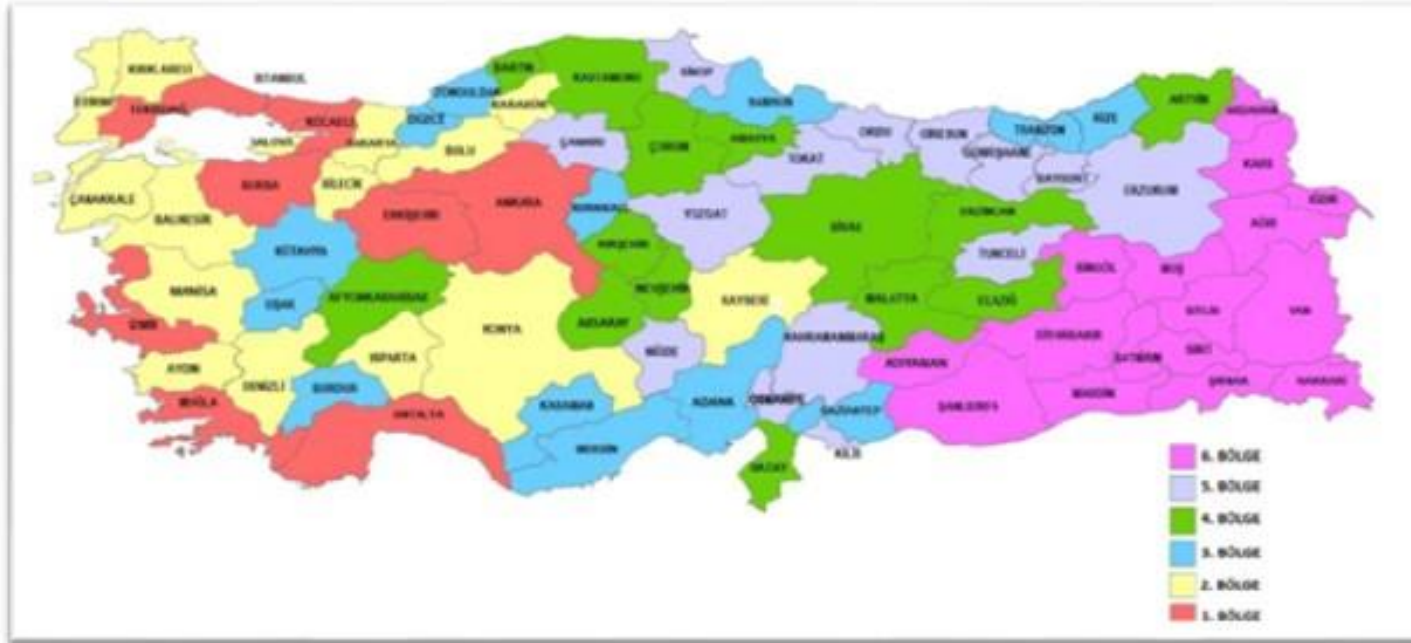 KIRKLARELİ
İSTANBUL
EDİRNE
TEKİRDAĞ
KOCAELİ
YALOVA
SAKARYA
DÜZCE
ZONGULDAK
BARTIN
KARABÜK
KASTAMONU
SİNOP
SAMSUN
ORDU
GİRESUN
TRABZON
RİZE
ARTVİN
ARDAHAN
KARS
IĞDIR
AĞRI
ERZURUM
BAYBURT
GÜMÜŞHANE
TOKAT
AMASYA
ÇORUM
ÇANKIRI
BOLU
BİLECİK
BURSA
ÇANAKKALE
BALIKESİR
KÜTAHYA
ESKİŞEHİR
ANKARA
KIRIKKALE
KIRŞEHİR
YOZGAT
SİVAS
ERZİNCAN
TUNCELİ
BİNGÖL
MUŞ
BİTLİS
VAN
ELAZIĞ
MALATYA
KAYSERİ
NEVŞEHİR
AKSARAY
KONYA
AFYONKARAHİSAR
UŞAK
MANİSA
İZMİR
AYDIN
DENİZLİ
ISPARTA
BURDUR
MUĞLA
ANTALYA
KARAMAN
MERSİN
NİĞDE
ADANA
OSMANİYE
KAHRAMANMARAŞ
GAZİANTEP
KİLİS
HATAY
ADIYAMAN
ŞANLIURFA
DİYARBAKIR
MARDİN
BATMAN
SİİRT
ŞIRNAK
HAKKARİ
6. BÖLGE
5. BÖLGE
4. BÖLGE
3. BÖLGE
2. BÖLGE
1. BÖLGE